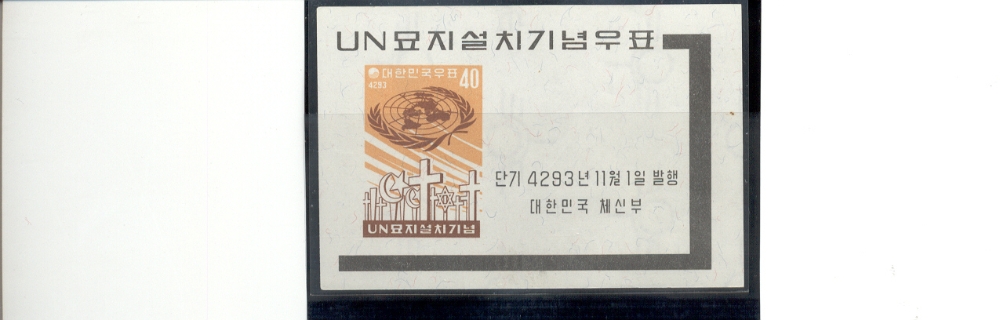 UN묘지설치기념우표
대한민국우표 40
4293
UN묘지설치기념
단기 4293년 11월 1일 발행
대한민국 체신부